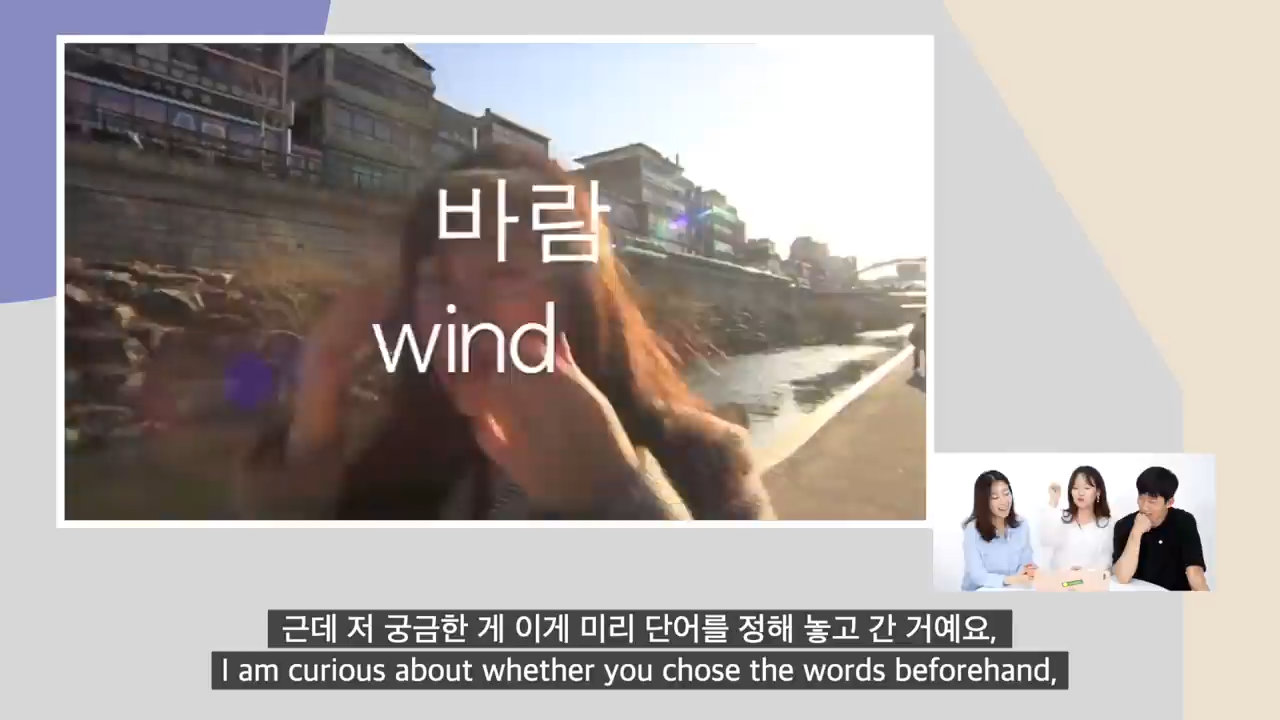 바람
wind
근데 저 궁금한 게 이게 미리 단어를 정해 놓고 간 거예요,
I am curious about whether you chose the words beforehand,